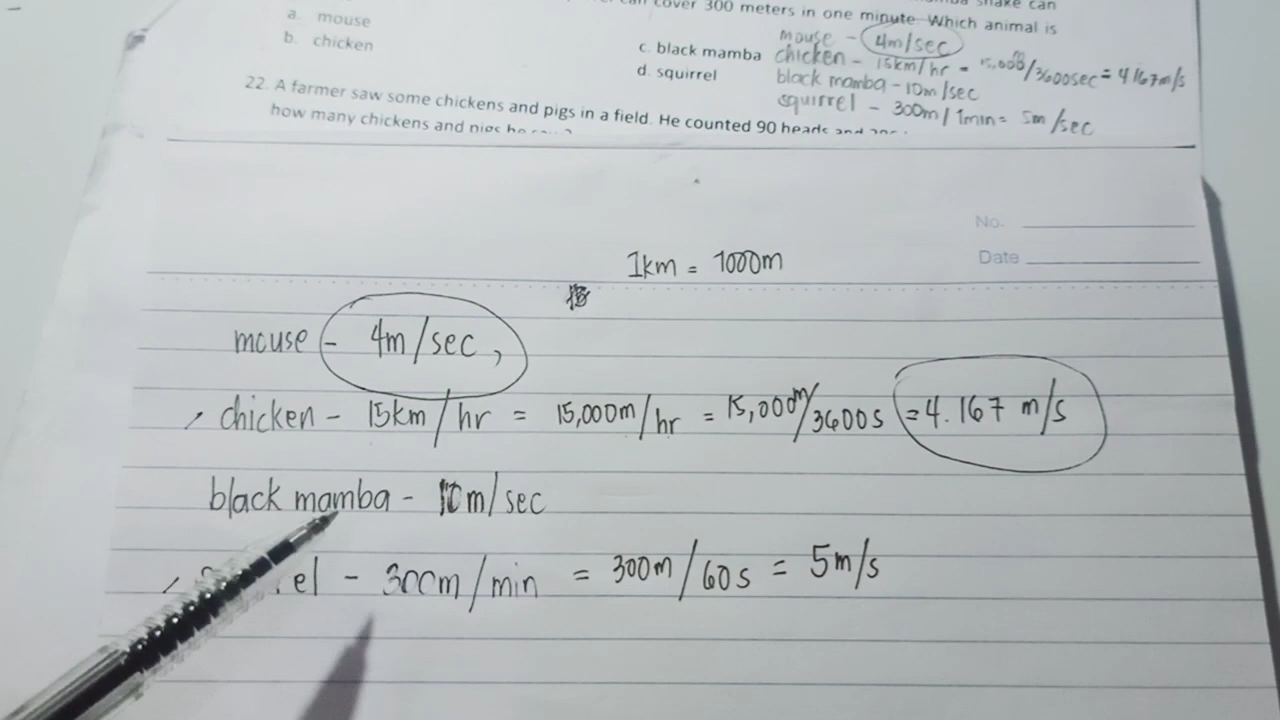 snake can
cover 300 meters in one minute. Which animal is
a. mouse
b. chicken
c. black mamba
d. squirrel
mouse - 4m/sec
chicken - 15km/hr = 15,000/3600sec = 4.167m/s
black mamba - 10m/sec
squirrel - 300m/1min = 5m/sec
22. A farmer saw some chickens and pigs in a field. He counted 90 heads and
how many chickens and pigs he
No.
Date
1km = 1000m
mouse - 4m/sec,
chicken - 15km/hr = 15,000m/hr = 15,000m/3600s = 4.167 m/s
black mamba - 10m/sec
el - 300m/min = 300m/60s = 5m/s